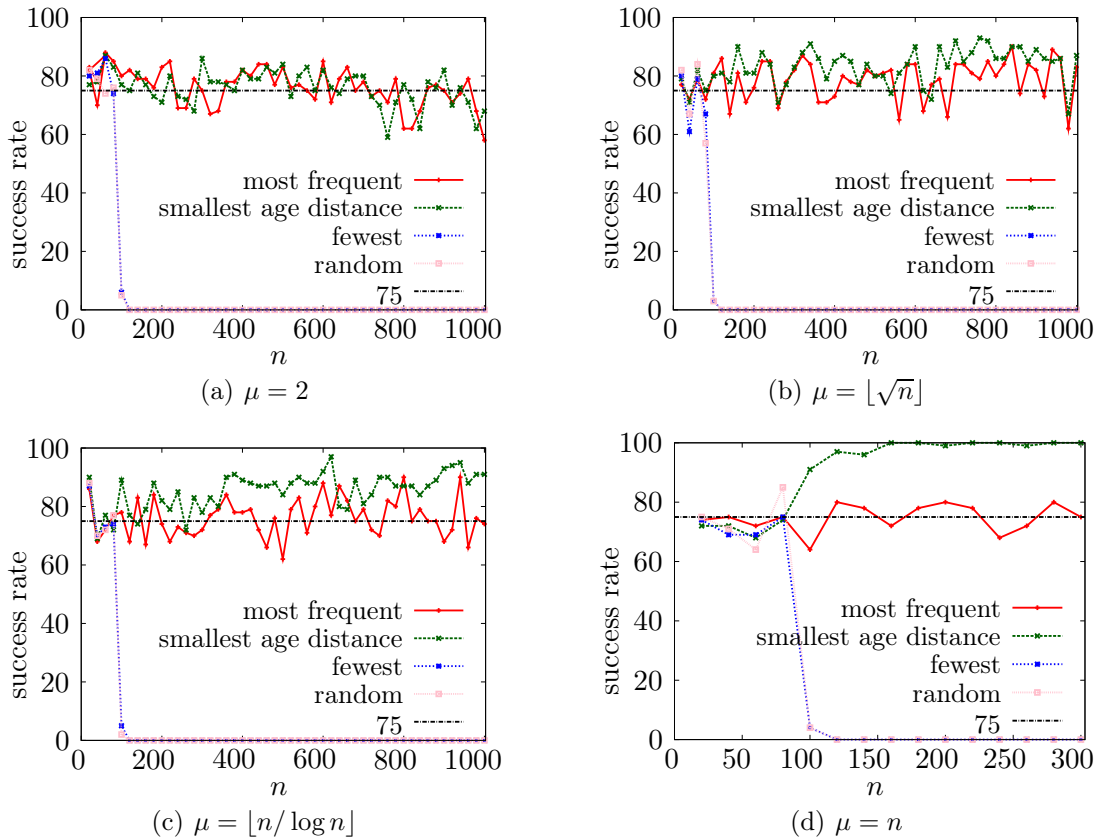 100
80
60
40
20
0
success rate
most frequent
smallest age distance
fewest
random
75
0 200 400 600 800 1000
n
(a) μ = 2
100
80
60
40
20
0
success rate
most frequent
smallest age distance
fewest
random
75
0 200 400 600 800 1000
n
(b) μ = ⌊√n⌋
100
80
60
40
20
0
success rate
most frequent
smallest age distance
fewest
random
75
0 200 400 600 800 1000
n
(c) μ = ⌊n/ log n⌋
100
80
60
40
20
0
success rate
most frequent
smallest age distance
fewest
random
75
0 50 100 150 200 250 300
n
(d) μ = n